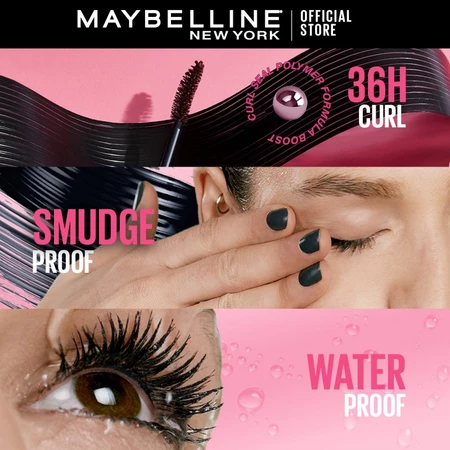 MAYBELLINE
NEW YORK
OFFICIAL
STORE
CURL SEAL POLYMER FORMULA BOOST
36H
CURL
SMUDGE
PROOF
WATER
PROOF